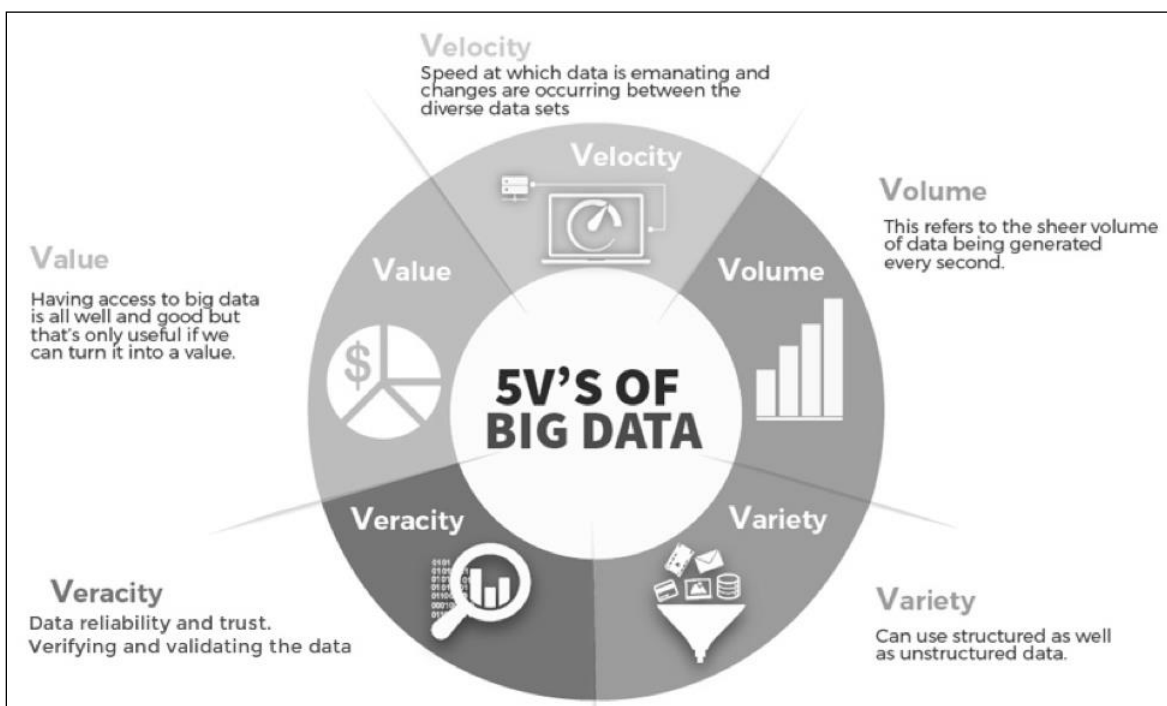 Velocity
Speed at which data is emanating and
changes are occurring between the
diverse data sets
Velocity
Volume
This refers to the sheer volume
of data being generated
every second.
Value
Having access to big data
is all well and good but
that's only useful if we
can turn it into a value.
Value
$
Volume
5V'S OF
BIG DATA
Veracity
Variety
Veracity
Data reliability and trust.
Verifying and validating the data
Variety
Can use structured as well
as unstructured data.